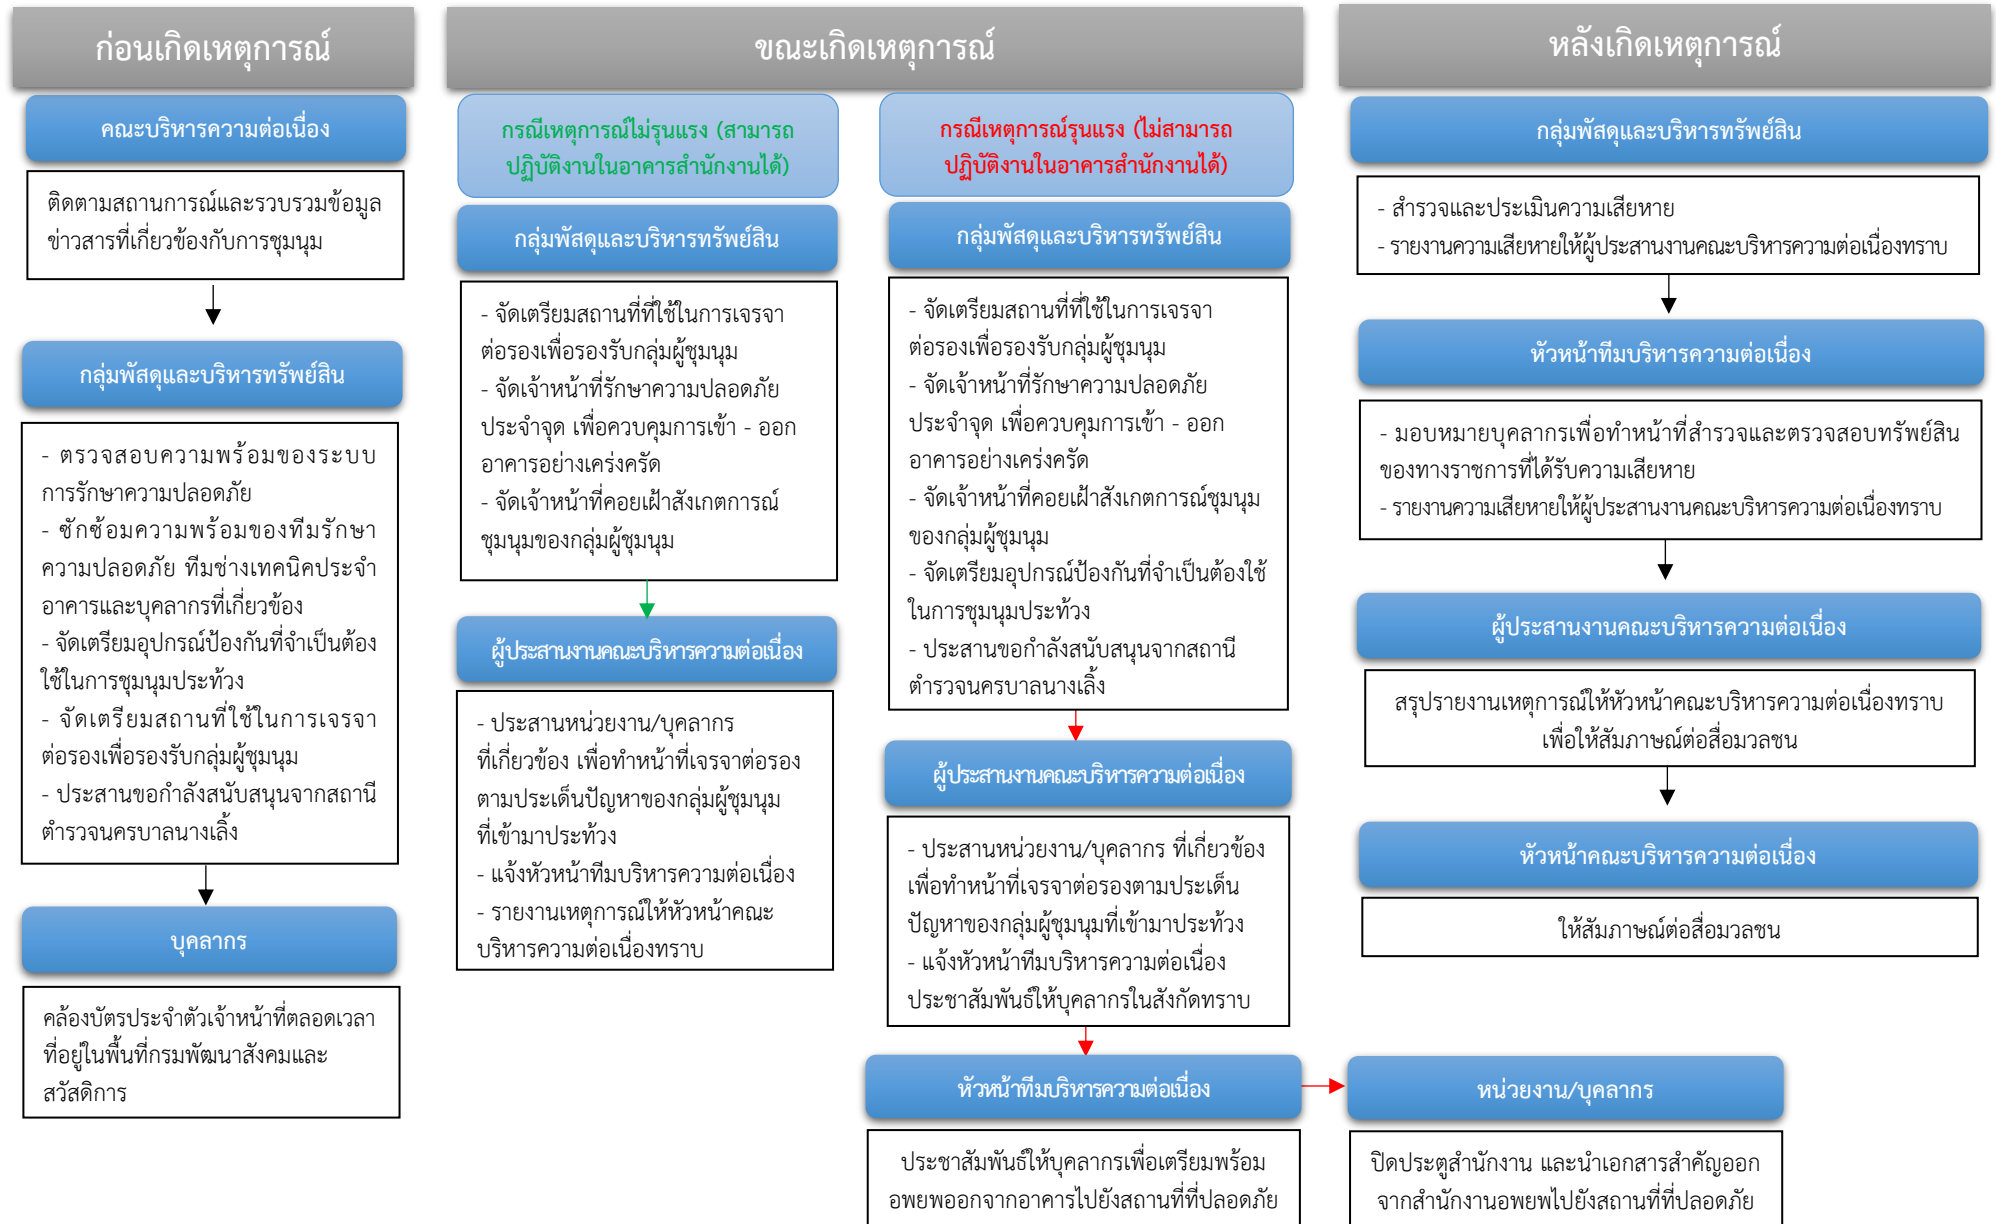 ก่อนเกิดเหตุการณ์
คณะบริหารความต่อเนื่อง
ติดตามสถานการณ์และรวบรวมข้อมูล
ข่าวสารที่เกี่ยวข้องกับการชุมนุม
กลุ่มพัสดุและบริหารทรัพย์สิน
- ตรวจสอบความพร้อมของระบบ
การรักษาความปลอดภัย
- ซักซ้อมความพร้อมของทีมรักษา
ความปลอดภัย ทีมช่างเทคนิคประจำ
อาคารและบุคลากรที่เกี่ยวข้อง
- จัดเตรียมอุปกรณ์ป้องกันที่จำเป็นต้อง
ใช้ในการชุมนุมประท้วง
- จัดเตรียมสถานที่ใช้ในการเจรจา
ต่อรองเพื่อรองรับกลุ่มผู้ชุมนุม
- ประสานขอกำลังสนับสนุนจากสถานี
ตำรวจนครบาลนางเลิ้ง
บุคลากร
คล้องบัตรประจำตัวเจ้าหน้าที่ตลอดเวลา
ที่อยู่ในพื้นที่กรมพัฒนาสังคมและ
สวัสดิการ
ขณะเกิดเหตุการณ์
กรณีเหตุการณ์ไม่รุนแรง (สามารถ
ปฏิบัติงานในอาคารสำนักงานได้)
กลุ่มพัสดุและบริหารทรัพย์สิน
- จัดเตรียมสถานที่ที่ใช้ในการเจรจา
ต่อรองเพื่อรองรับกลุ่มผู้ชุมนุม
- จัดเจ้าหน้าที่รักษาความปลอดภัย
ประจำจุด เพื่อควบคุมการเข้า - ออก
อาคารอย่างเคร่งครัด
- จัดเจ้าหน้าที่คอยเฝ้าสังเกตการณ์
ชุมนุมของกลุ่มผู้ชุมนุม
ผู้ประสานงานคณะบริหารความต่อเนื่อง
- ประสานหน่วยงาน/บุคลากร
ที่เกี่ยวข้อง เพื่อทำหน้าที่เจรจาต่อรอง
ตามประเด็นปัญหาของกลุ่มผู้ชุมนุม
ที่เข้ามาประท้วง
- แจ้งหัวหน้าทีมบริหารความต่อเนื่อง
- รายงานเหตุการณ์ให้หัวหน้าคณะ
บริหารความต่อเนื่องทราบ
กรณีเหตุการณ์รุนแรง (ไม่สามารถ
ปฏิบัติงานในอาคารสำนักงานได้)
กลุ่มพัสดุและบริหารทรัพย์สิน
- จัดเตรียมสถานที่ที่ใช้ในการเจรจา
ต่อรองเพื่อรองรับกลุ่มผู้ชุมนุม
- จัดเจ้าหน้าที่รักษาความปลอดภัย
ประจำจุด เพื่อควบคุมการเข้า - ออก
อาคารอย่างเคร่งครัด
- จัดเจ้าหน้าที่คอยเฝ้าสังเกตการณ์ชุมนุม
ของกลุ่มผู้ชุมนุม
- จัดเตรียมอุปกรณ์ป้องกันที่จำเป็นต้องใช้
ในการชุมนุมประท้วง
- ประสานขอกำลังสนับสนุนจากสถานี
ตำรวจนครบาลนางเลิ้ง
ผู้ประสานงานคณะบริหารความต่อเนื่อง
- ประสานหน่วยงาน/บุคลากร ที่เกี่ยวข้อง
เพื่อทำหน้าที่เจรจาต่อรองตามประเด็น
ปัญหาของกลุ่มผู้ชุมนุมที่เข้ามาประท้วง
- แจ้งหัวหน้าทีมบริหารความต่อเนื่อง
ประชาสัมพันธ์ให้บุคลากรในสังกัดทราบ
หัวหน้าทีมบริหารความต่อเนื่อง
ประชาสัมพันธ์ให้บุคลากรเพื่อเตรียมพร้อม
อพยพออกจากอาคารไปยังสถานที่ที่ปลอดภัย
หน่วยงาน/บุคลากร
ปิดประตูสำนักงาน และนำเอกสารสำคัญออก
จากสำนักงานอพยพไปยังสถานที่ที่ปลอดภัย
หลังเกิดเหตุการณ์
กลุ่มพัสดุและบริหารทรัพย์สิน
- สำรวจและประเมินความเสียหาย
- รายงานความเสียหายให้ผู้ประสานงานคณะบริหารความต่อเนื่องทราบ
หัวหน้าทีมบริหารความต่อเนื่อง
- มอบหมายบุคลากรเพื่อทำหน้าที่สำรวจและตรวจสอบทรัพย์สิน
ของทางราชการที่ได้รับความเสียหาย
- รายงานความเสียหายให้ผู้ประสานงานคณะบริหารความต่อเนื่องทราบ
ผู้ประสานงานคณะบริหารความต่อเนื่อง
สรุปรายงานเหตุการณ์ให้หัวหน้าคณะบริหารความต่อเนื่องทราบ
เพื่อให้สัมภาษณ์ต่อสื่อมวลชน
หัวหน้าคณะบริหารความต่อเนื่อง
ให้สัมภาษณ์ต่อสื่อมวลชน